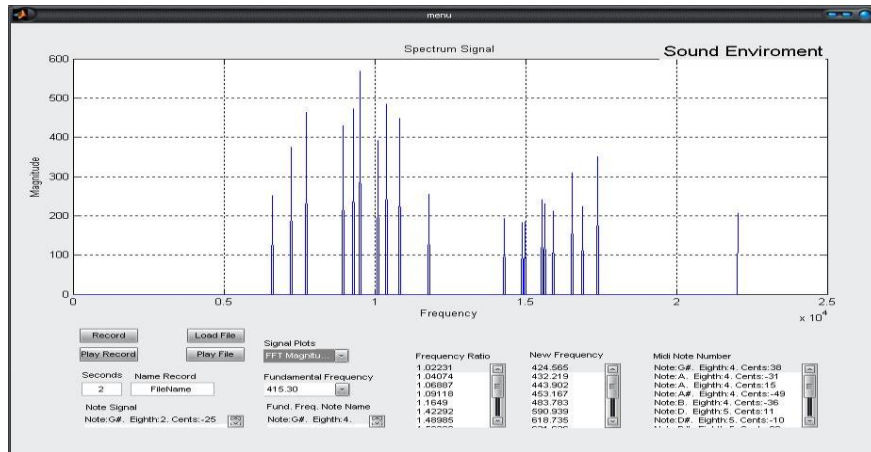 menu
Spectrum Signal
Sound Enviroment
600
500
400
300
200
100
0
Magnitude
0 0.5 1 1.5 2 2.5
Frequency
x 10^4
Record Load File
Play Record Play File
Seconds Name Record
2 FileName
Note Signal
Note:G#. Eighth:2. Cents:-25
Signal Plots
FFT Magnitu...
Fundamental Frequency
415.30
Fund. Freq. Note Name
Note:G#. Eighth:4.
Frequency Ratio
1.02231
1.04074
1.06887
1.09118
1.1649
1.42292
1.48985
New Frequency
424.565
432.219
443.902
453.167
483.783
590.939
618.735
Midi Note Number
Note:G#. Eighth:4. Cents:38
Note:A. Eighth:4. Cents:-31
Note:A. Eighth:4. Cents:15
Note:A#. Eighth:4. Cents:-49
Note:B. Eighth:4. Cents:-36
Note:D. Eighth:5. Cents:11
Note:D#. Eighth:5. Cents:-10